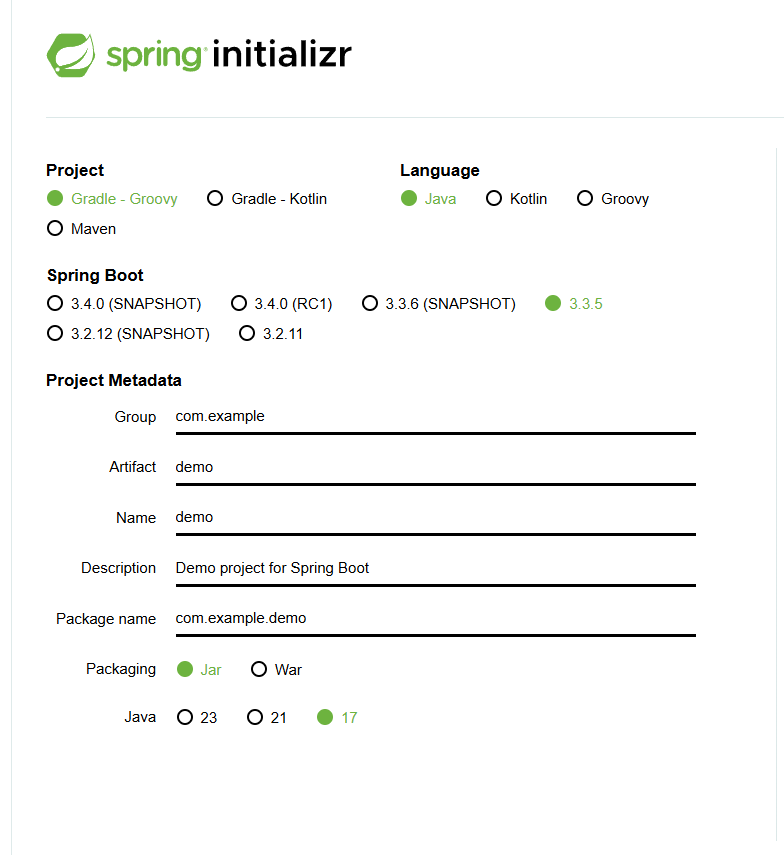 spring initializr
Project
Language
Gradle - Groovy Gradle - Kotlin
Java Kotlin Groovy
Maven
Spring Boot
3.4.0 (SNAPSHOT) 3.4.0 (RC1) 3.3.6 (SNAPSHOT) 3.3.5
3.2.12 (SNAPSHOT) 3.2.11
Project Metadata
Group com.example
Artifact demo
Name demo
Description Demo project for Spring Boot
Package name com.example.demo
Packaging Jar War
Java 23 21 17